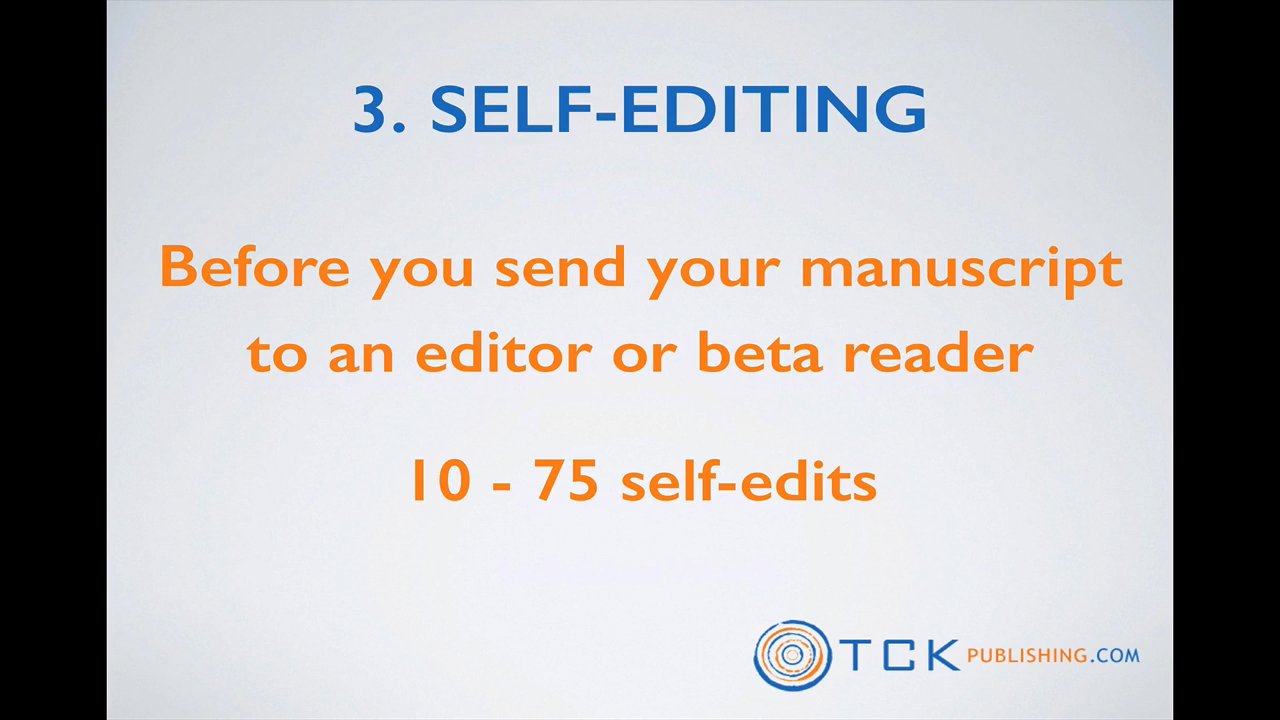 3. SELF-EDITING
Before you send your manuscript
to an editor or beta reader
10 - 75 self-edits
TCK PUBLISHING.COM